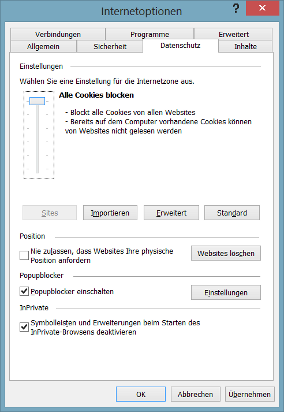 Internetoptionen
?
X
Verbindungen
Programme
Erweitert
Allgemein
Sicherheit
Datenschutz
Inhalte
Einstellungen
Wählen Sie eine Einstellung für die Internetzone aus.
Alle Cookies blocken
- Blockt alle Cookies von allen Websites
- Bereits auf dem Computer vorhandene Cookies können
von Websites nicht gelesen werden
Sites
Importieren
Erweitert
Standard
Position
Nie zulassen, dass Websites Ihre physische
Position anfordern
Websites löschen
Popupblocker
Popupblocker einschalten
Einstellungen
InPrivate
Symbolleisten und Erweiterungen beim Starten des
InPrivate Browsens deaktivieren
OK
Abbrechen
Übernehmen